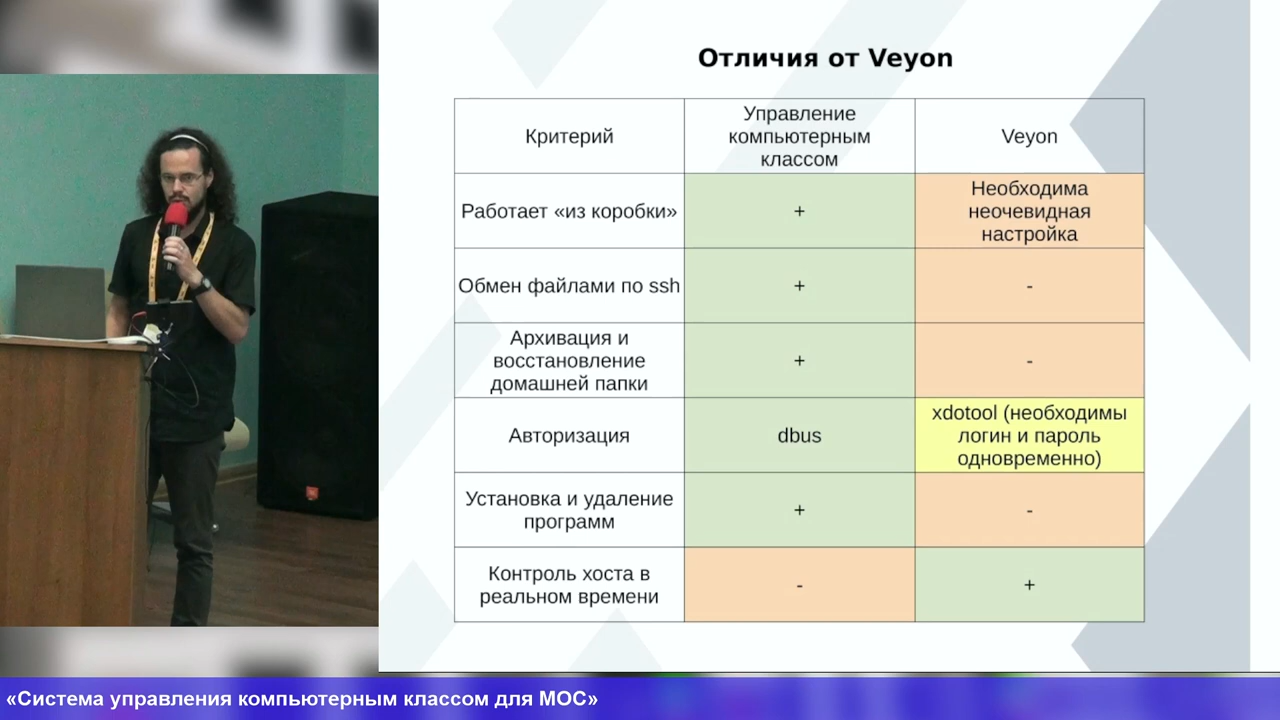 Отличия от Veyon
Критерий
Управление
компьютерным
классом
Veyon
Работает «из коробки»
+
Необходима
неочевидная
настройка
Обмен файлами по ssh
+
-
Архивация и
восстановление
домашней папки
+
-
Авторизация
dbus
xdotool (необходимы
логин и пароль
одновременно)
Установка и удаление
программ
+
-
Контроль хоста в
реальном времени
-
+
«Система управления компьютерным классом для МОС»